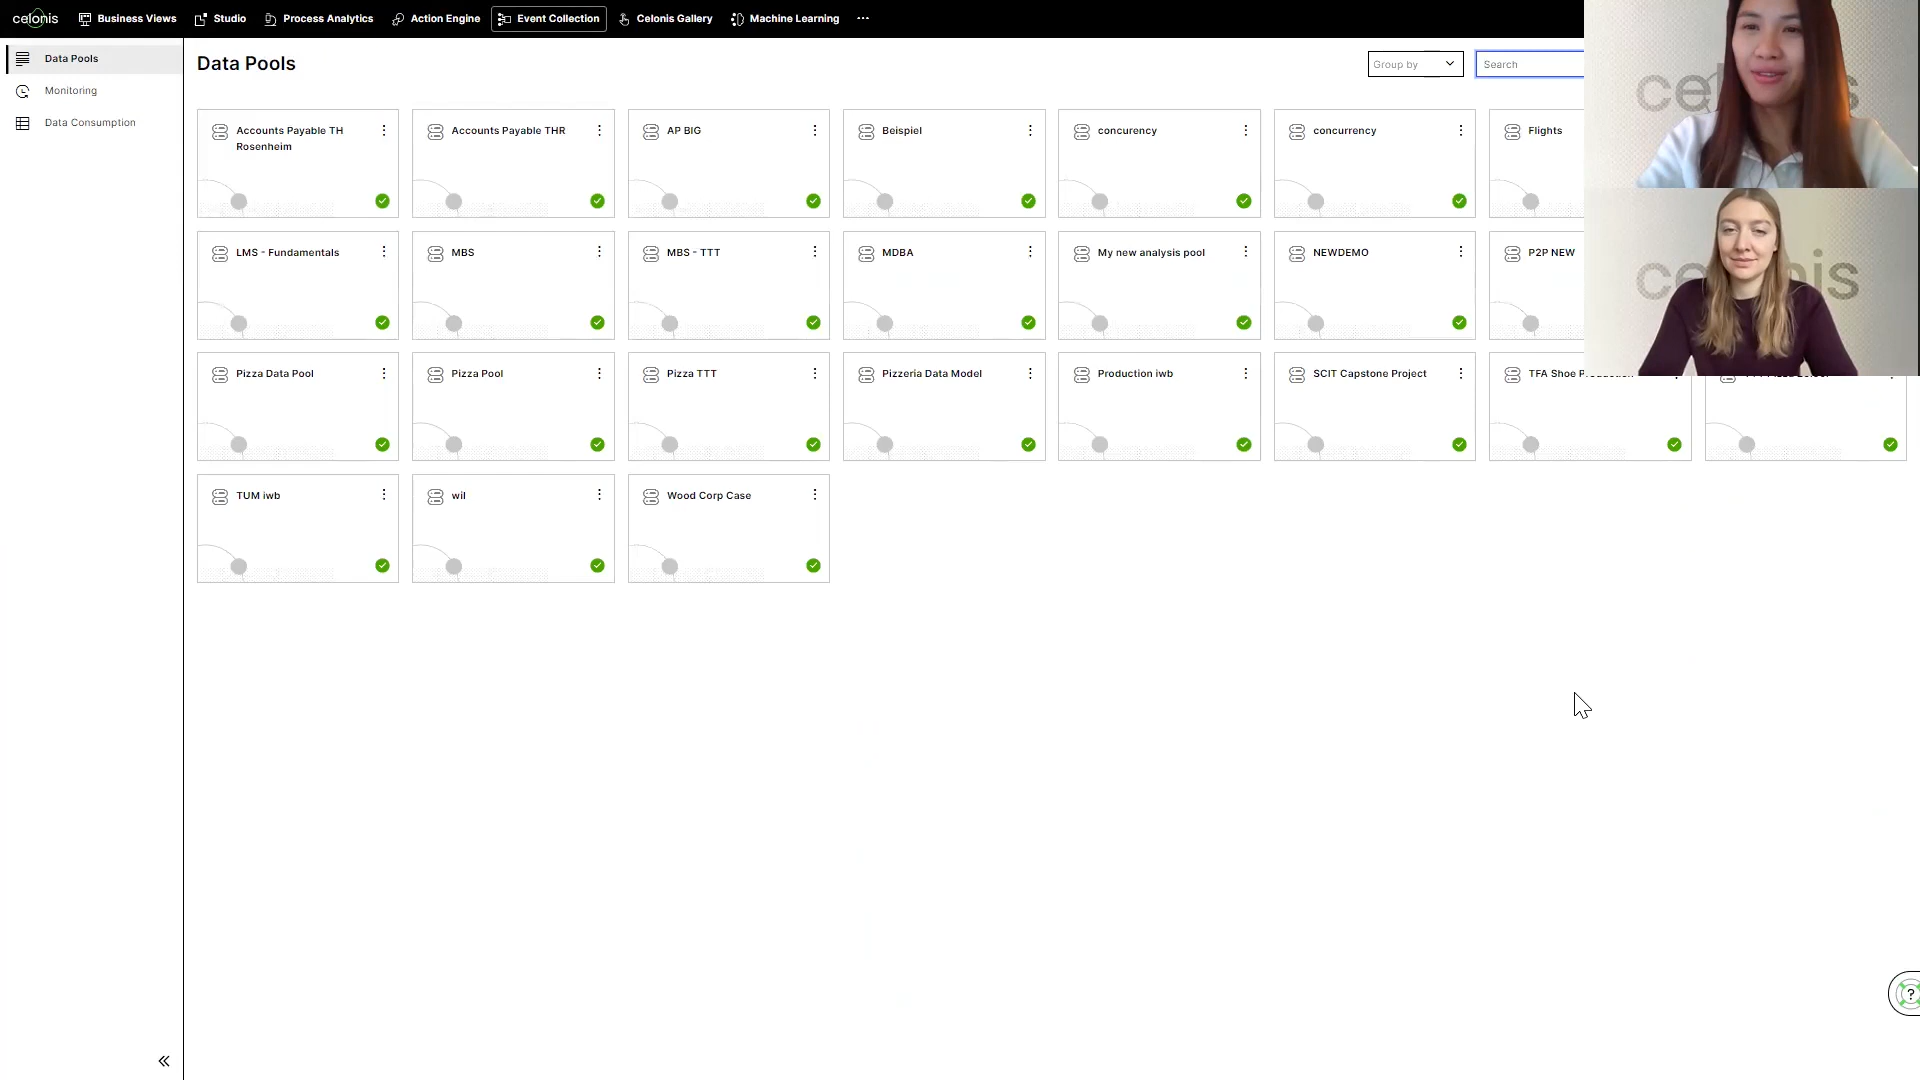 celonis
Business Views
Studio
Process Analytics
Action Engine
Event Collection
Celonis Gallery
Machine Learning
Data Pools
Monitoring
Data Consumption
Data Pools
Group by
Search
Accounts Payable TH
Rosenheim
Accounts Payable THR
AP BIG
Beispiel
concurency
concurrency
Flights
LMS - Fundamentals
MBS
MBS - TTT
MDBA
My new analysis pool
NEWDEMO
P2P NEW
Pizza Data Pool
Pizza Pool
Pizza TTT
Pizzeria Data Model
Production iwb
SCIT Capstone Project
TFA Shoe
TUM iwb
wil
Wood Corp Case
?